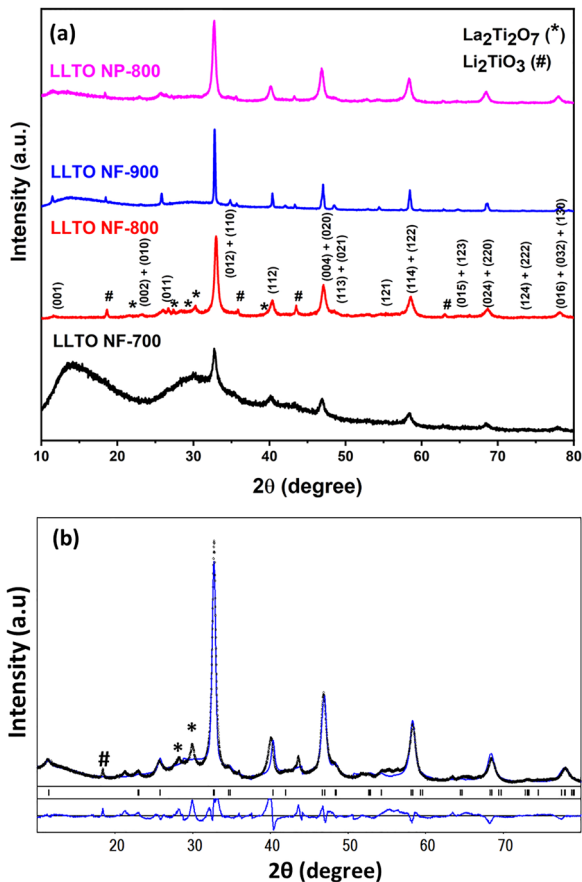 (a)
La2Ti2O7 (*)
Li2TiO3 (#)
LLTO NP-800
LLTO NF-900
LLTO NF-800
(001)
#
*
(002) + (010)
(011)
*
*
*
(012) + (110)
#
*
(112)
#
(004) + (020)
(113) + (021)
(121)
(114) + (122)
#
(015) + (123)
(024) + (220)
(124) + (222)
(016) + (032) + (130)
LLTO NF-700
Intensity (a.u.)
10 20 30 40 50 60 70 80
2θ (degree)
(b)
Intensity (a.u)
#
*
*
20 30 40 50 60 70
2θ (degree)